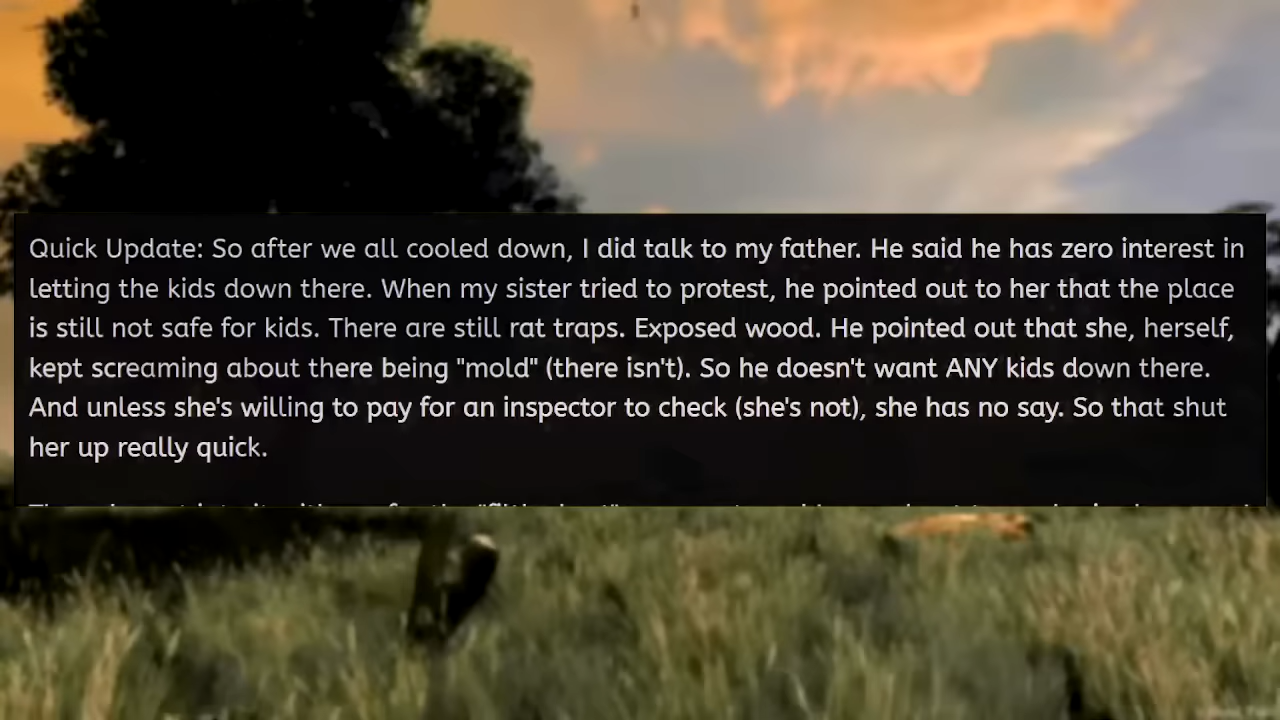 Quick Update: So after we all cooled down, I did talk to my father. He said he has zero interest in
letting the kids down there. When my sister tried to protest, he pointed out to her that the place
is still not safe for kids. There are still rat traps. Exposed wood. He pointed out that she, herself,
kept screaming about there being "mold" (there isn't). So he doesn't want ANY kids down there.
And unless she's willing to pay for an inspector to check (she's not), she has no say. So that shut
her up really quick.